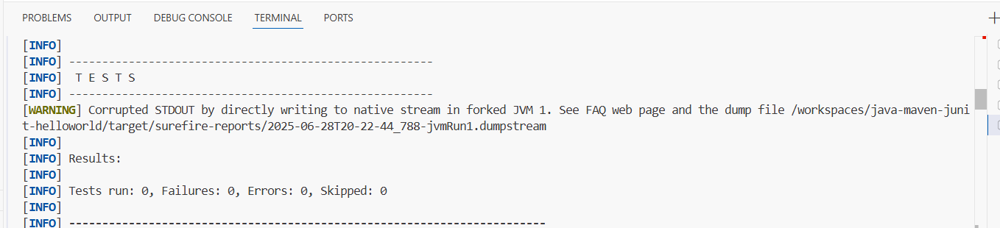 PROBLEMS OUTPUT DEBUG CONSOLE TERMINAL PORTS
[INFO]
[INFO] -------------------------------------------------------
[INFO]  T E S T S
[INFO] -------------------------------------------------------
[WARNING] Corrupted STDOUT by directly writing to native stream in forked JVM 1. See FAQ web page and the dump file /workspaces/java-maven-juni
t-helloworld/target/surefire-reports/2025-06-28T20-22-44_788-jvmRun1.dumpstream
[INFO]
[INFO] Results:
[INFO]
[INFO] Tests run: 0, Failures: 0, Errors: 0, Skipped: 0
[INFO]
[INFO] ------------------------------------------------------------------------